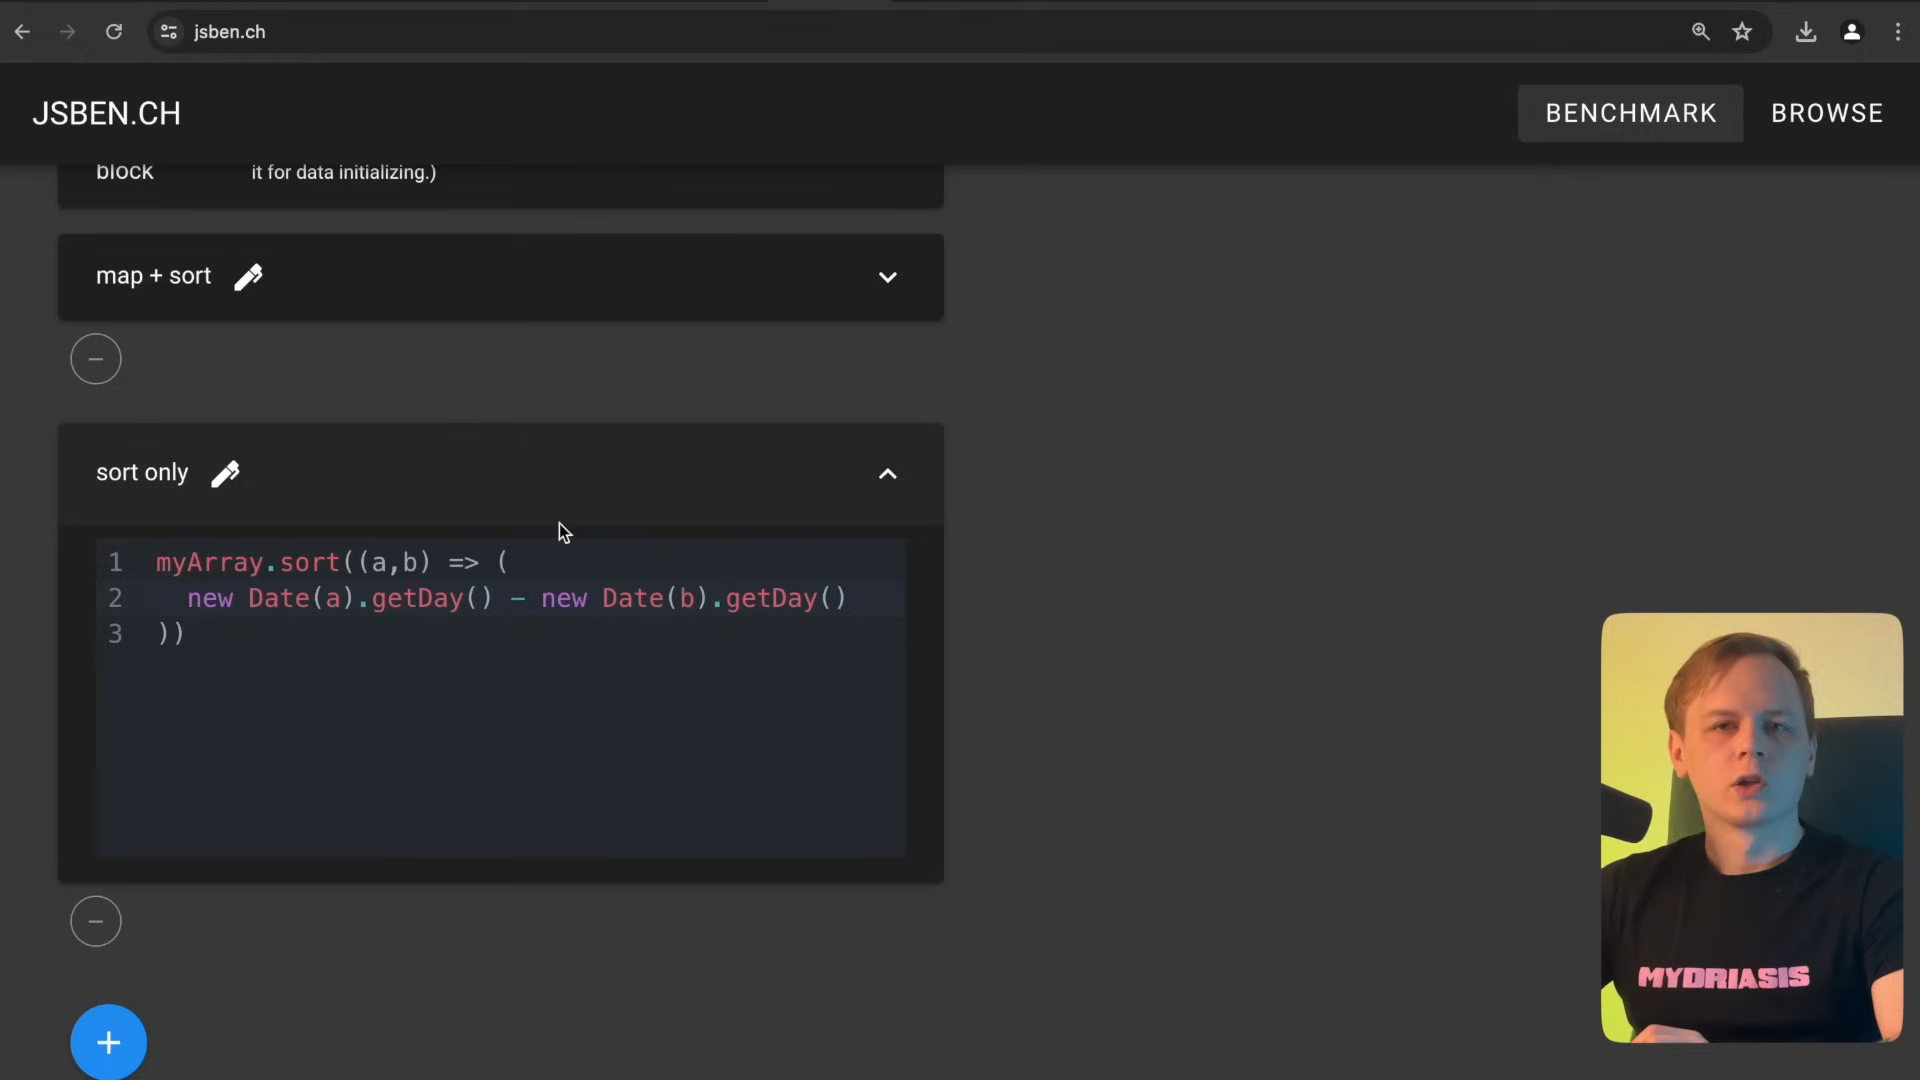 jsben.ch
JSBEN.CH
BENCHMARK
BROWSE
block
it for data initializing.)
map + sort
sort only
1 myArray.sort((a,b) => (
2 new Date(a).getDay() - new Date(b).getDay()
3 ))
MYDRIASIS